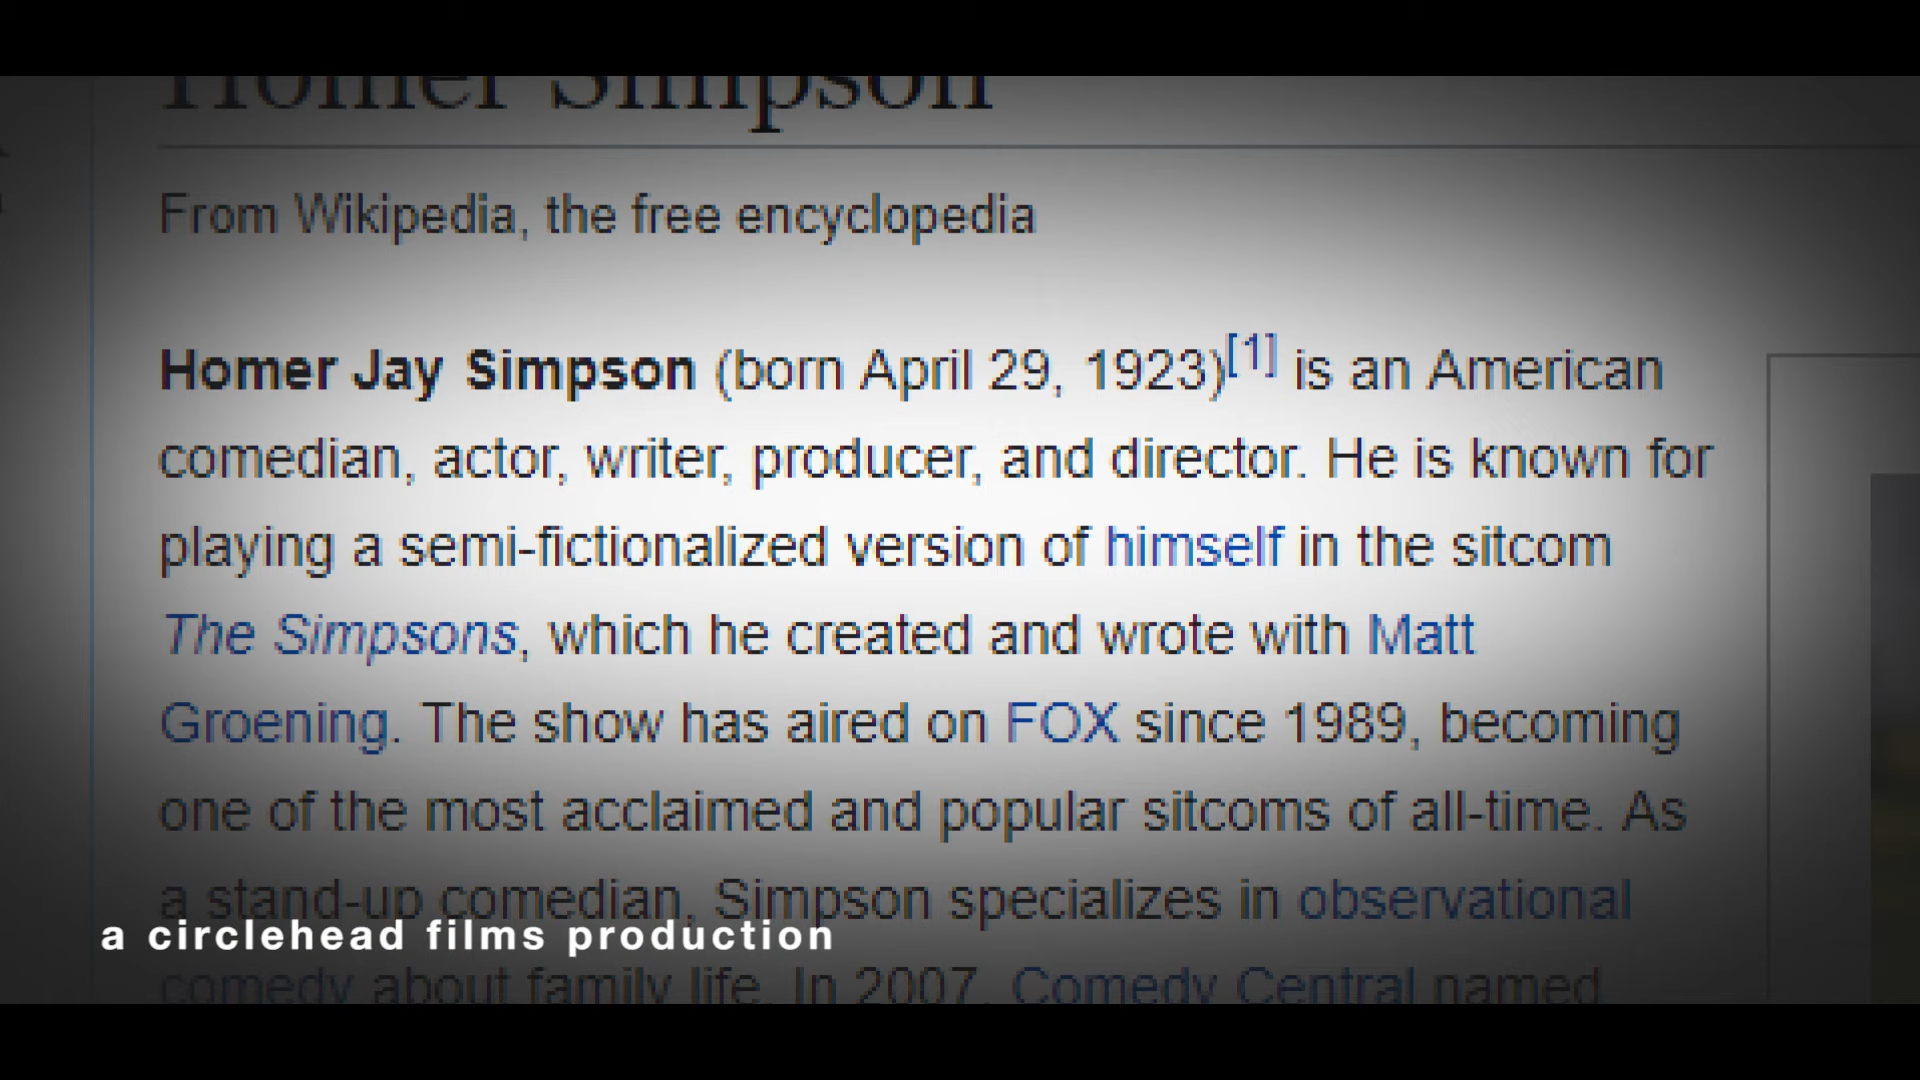 Homer Simpson
From Wikipedia, the free encyclopedia
Homer Jay Simpson (born April 29, 1923)[1] is an American
comedian, actor, writer, producer, and director. He is known for
playing a semi-fictionalized version of himself in the sitcom
The Simpsons, which he created and wrote with Matt
Groening. The show has aired on FOX since 1989, becoming
one of the most acclaimed and popular sitcoms of all-time. As
a stand-up comedian, Simpson specializes in observational
a circlehead films production
comedy about family life. In 2007, Comedy Central named